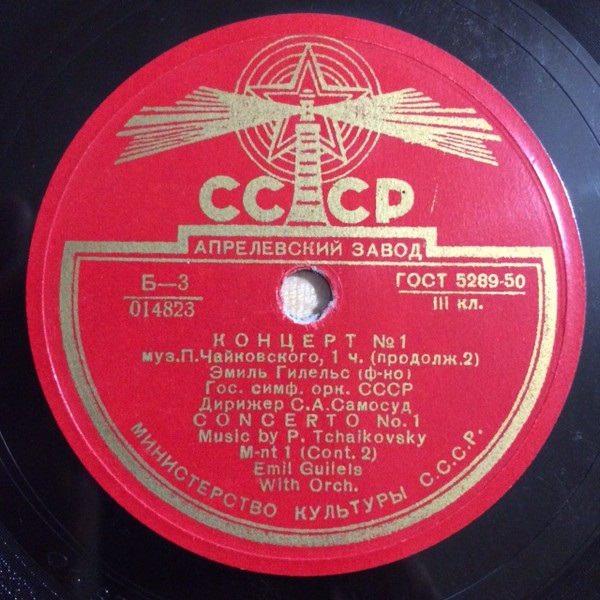 СССР
АПРЕЛЕВСКИЙ ЗАВОД
Б—3
014823
ГОСТ 5289-50
III кл.
КОНЦЕРТ №1
муз.П.Чайковского, 1 ч. (продолж.2)
Эмиль Гилельс (ф-но)
Гос. симф. орк. СССР
Дирижер С.А.Самосуд
CONCERTO No.1
Music by P. Tchaikovsky
M-nt 1 (Cont. 2)
Emil Guilels
With Orch.
МИНИСТЕРСТВО КУЛЬТУРЫ С.С.С.Р.